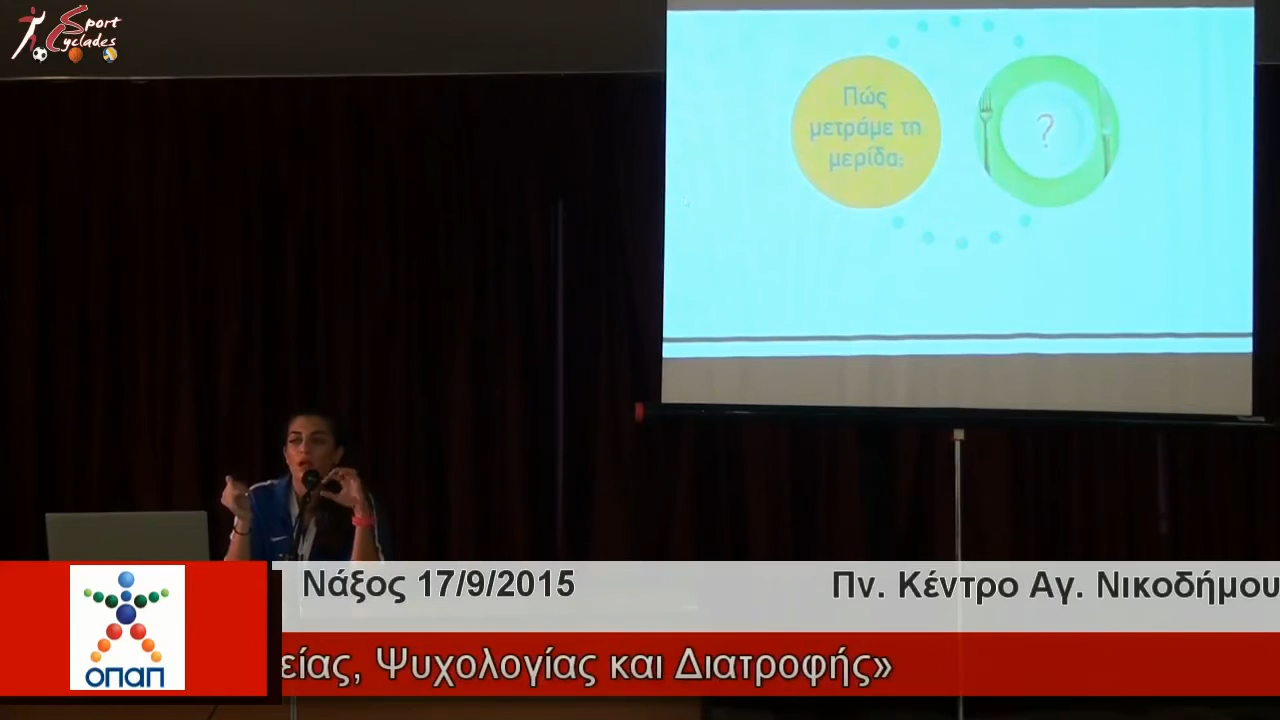 Sport
Cyclades
Πώς
μετράμε τη
μερίδα;
?
Νάξος 17/9/2015
Πν. Κέντρο Αγ. Νικοδήμου
είας, Ψυχολογίας και Διατροφής»
οπαπ